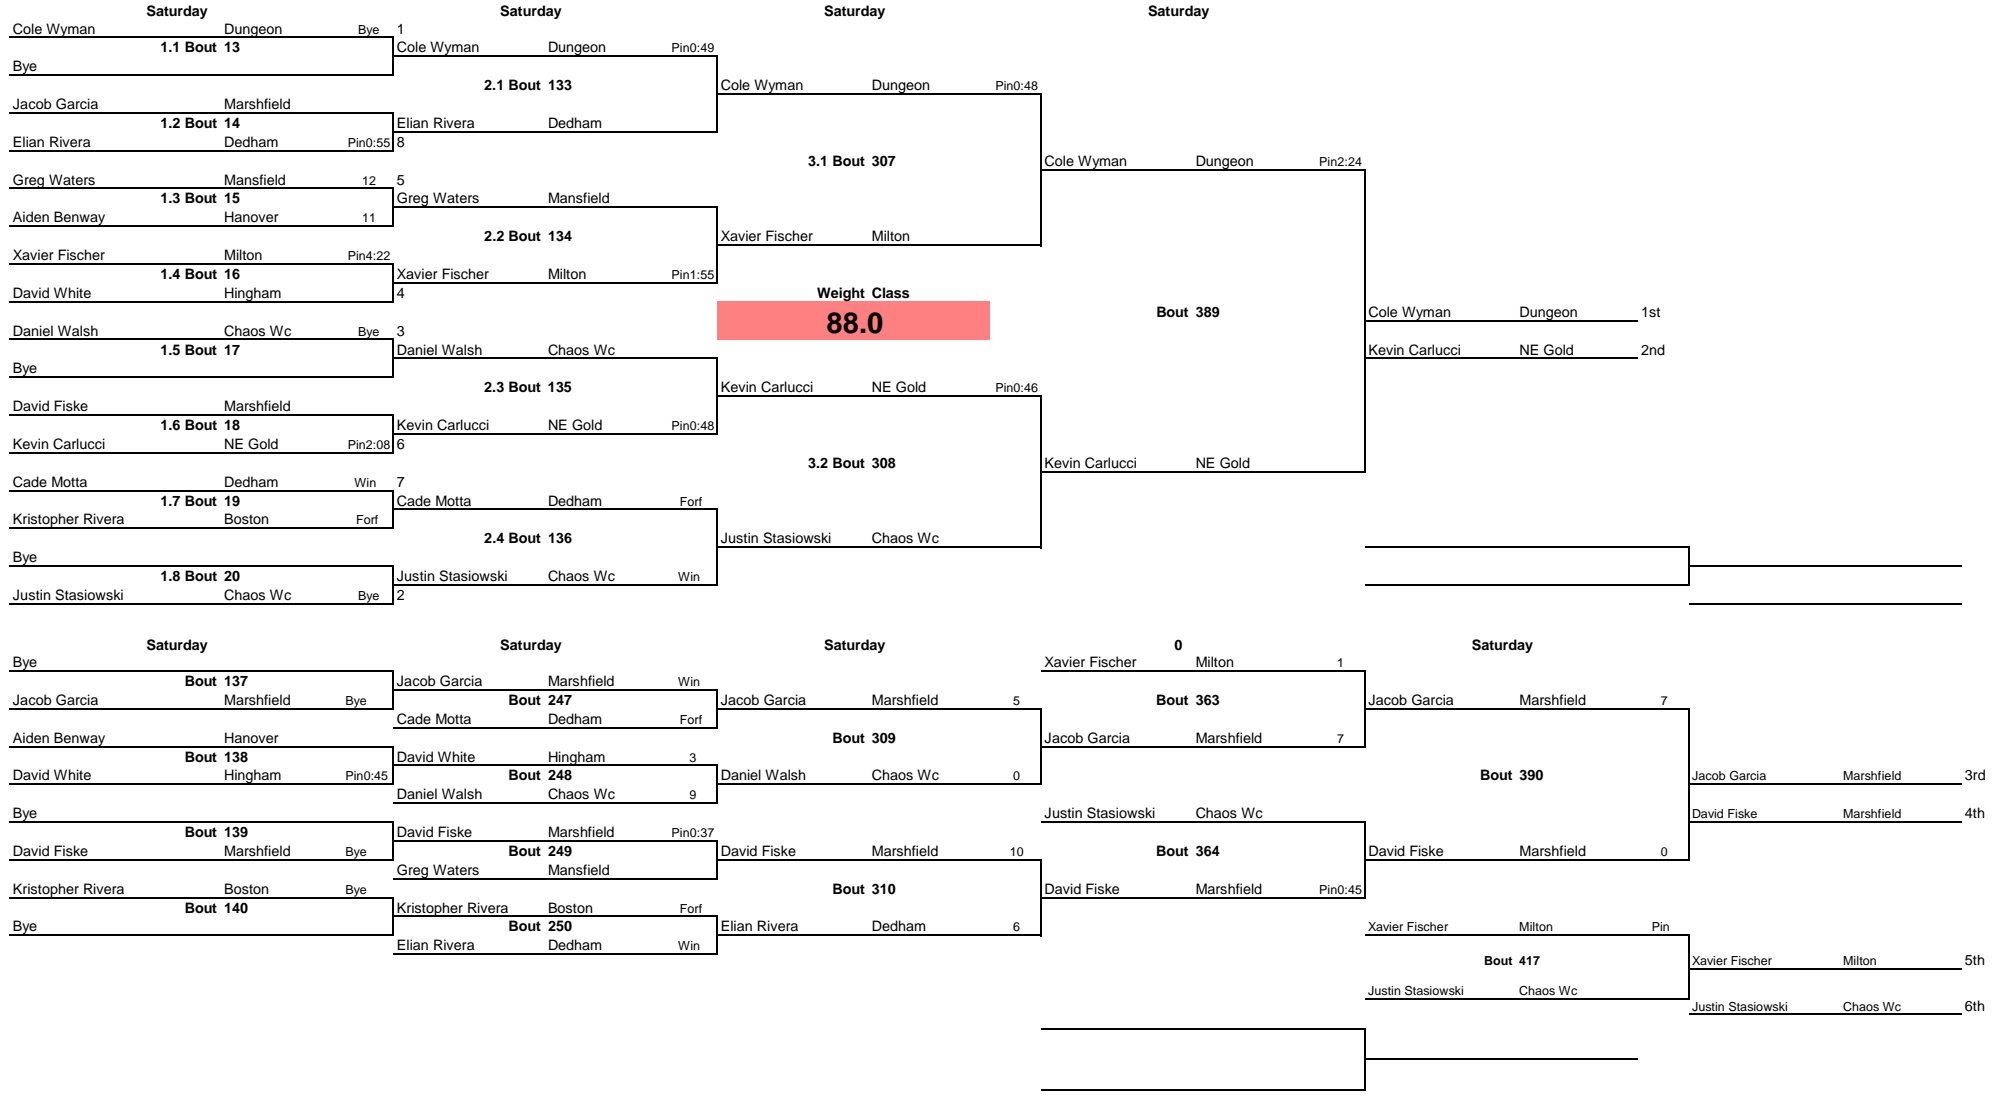 Saturday Saturday Saturday Saturday
Cole Wyman Dungeon Bye 1
1.1 Bout 13 Cole Wyman Dungeon Pin0:49
Bye
2.1 Bout 133 Cole Wyman Dungeon Pin0:48
Jacob Garcia Marshfield
1.2 Bout 14 Elian Rivera Dedham
Elian Rivera Dedham Pin0:55 8
3.1 Bout 307 Cole Wyman Dungeon Pin2:24
Greg Waters Mansfield 12 5
1.3 Bout 15 Greg Waters Mansfield
Aiden Benway Hanover 11
2.2 Bout 134 Xavier Fischer Milton
Xavier Fischer Milton Pin4:22
1.4 Bout 16 Xavier Fischer Milton Pin1:55
David White Hingham 4 Weight Class
88.0 Bout 389 Cole Wyman Dungeon 1st
Daniel Walsh Chaos Wc Bye 3
1.5 Bout 17 Daniel Walsh Chaos Wc Kevin Carlucci NE Gold 2nd
Bye
2.3 Bout 135 Kevin Carlucci NE Gold Pin0:46
David Fiske Marshfield
1.6 Bout 18 Kevin Carlucci NE Gold Pin0:48
Kevin Carlucci NE Gold Pin2:08 6
3.2 Bout 308 Kevin Carlucci NE Gold
Cade Motta Dedham Win 7
1.7 Bout 19 Cade Motta Dedham Forf
Kristopher Rivera Boston Forf
2.4 Bout 136 Justin Stasiowski Chaos Wc
Bye
1.8 Bout 20 Justin Stasiowski Chaos Wc Win
Justin Stasiowski Chaos Wc Bye 2
Saturday Saturday Saturday 0 Saturday
Bye Xavier Fischer Milton 1
Bout 137 Jacob Garcia Marshfield Win
Jacob Garcia Marshfield Bye Bout 247 Jacob Garcia Marshfield 5 Bout 363 Jacob Garcia Marshfield 7
Cade Motta Dedham Forf
Aiden Benway Hanover Bout 309 Jacob Garcia Marshfield 7
Bout 138 David White Hingham 3
David White Hingham Pin0:45 Bout 248 Daniel Walsh Chaos Wc 0 Bout 390 Jacob Garcia Marshfield 3rd
Daniel Walsh Chaos Wc 9
Bye Justin Stasiowski Chaos Wc David Fiske Marshfield 4th
Bout 139 David Fiske Marshfield Pin0:37
David Fiske Marshfield Bye Bout 249 David Fiske Marshfield 10 Bout 364 David Fiske Marshfield 0
Greg Waters Mansfield
Kristopher Rivera Boston Bye Bout 310 David Fiske Marshfield Pin0:45
Bout 140 Kristopher Rivera Boston Forf
Bye Bout 250 Elian Rivera Dedham 6 Xavier Fischer Milton Pin
Elian Rivera Dedham Win
Bout 417 Xavier Fischer Milton 5th
Justin Stasiowski Chaos Wc
Justin Stasiowski Chaos Wc 6th